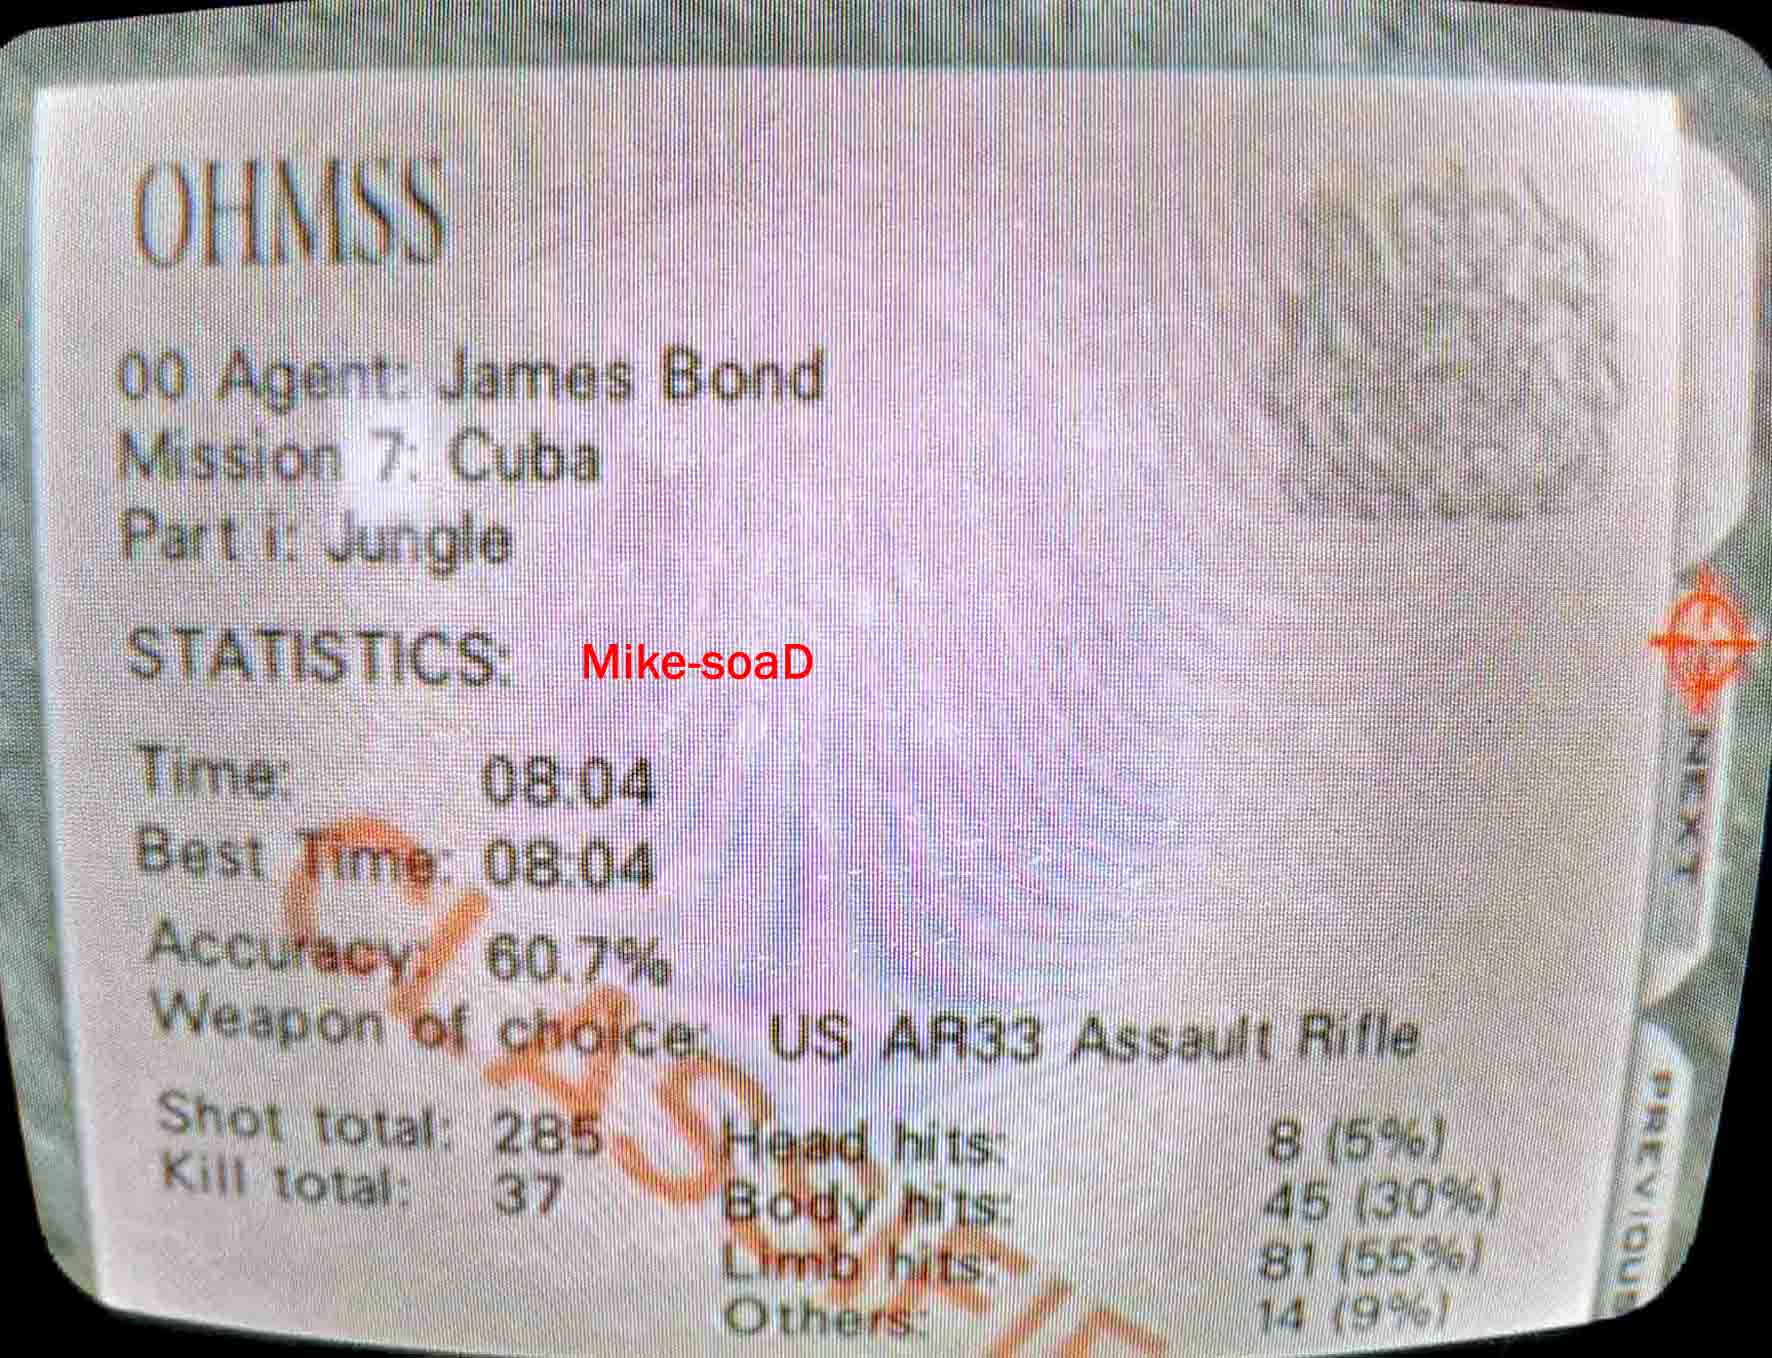 OHMSS
00 Agent: James Bond
Mission 7: Cuba
Part i: Jungle
STATISTICS:
Mike-soaD
Time: 08:04
Best Time: 08:04
Accuracy: 60.7%
Weapon of choice: US AR33 Assault Rifle
Shot total: 285 Head hits: 8 (5%)
Kill total: 37 Body hits: 45 (30%)
Limb hits: 81 (55%)
Others: 14 (9%)
CLASSIFIE
NEXT
PREVIOUS